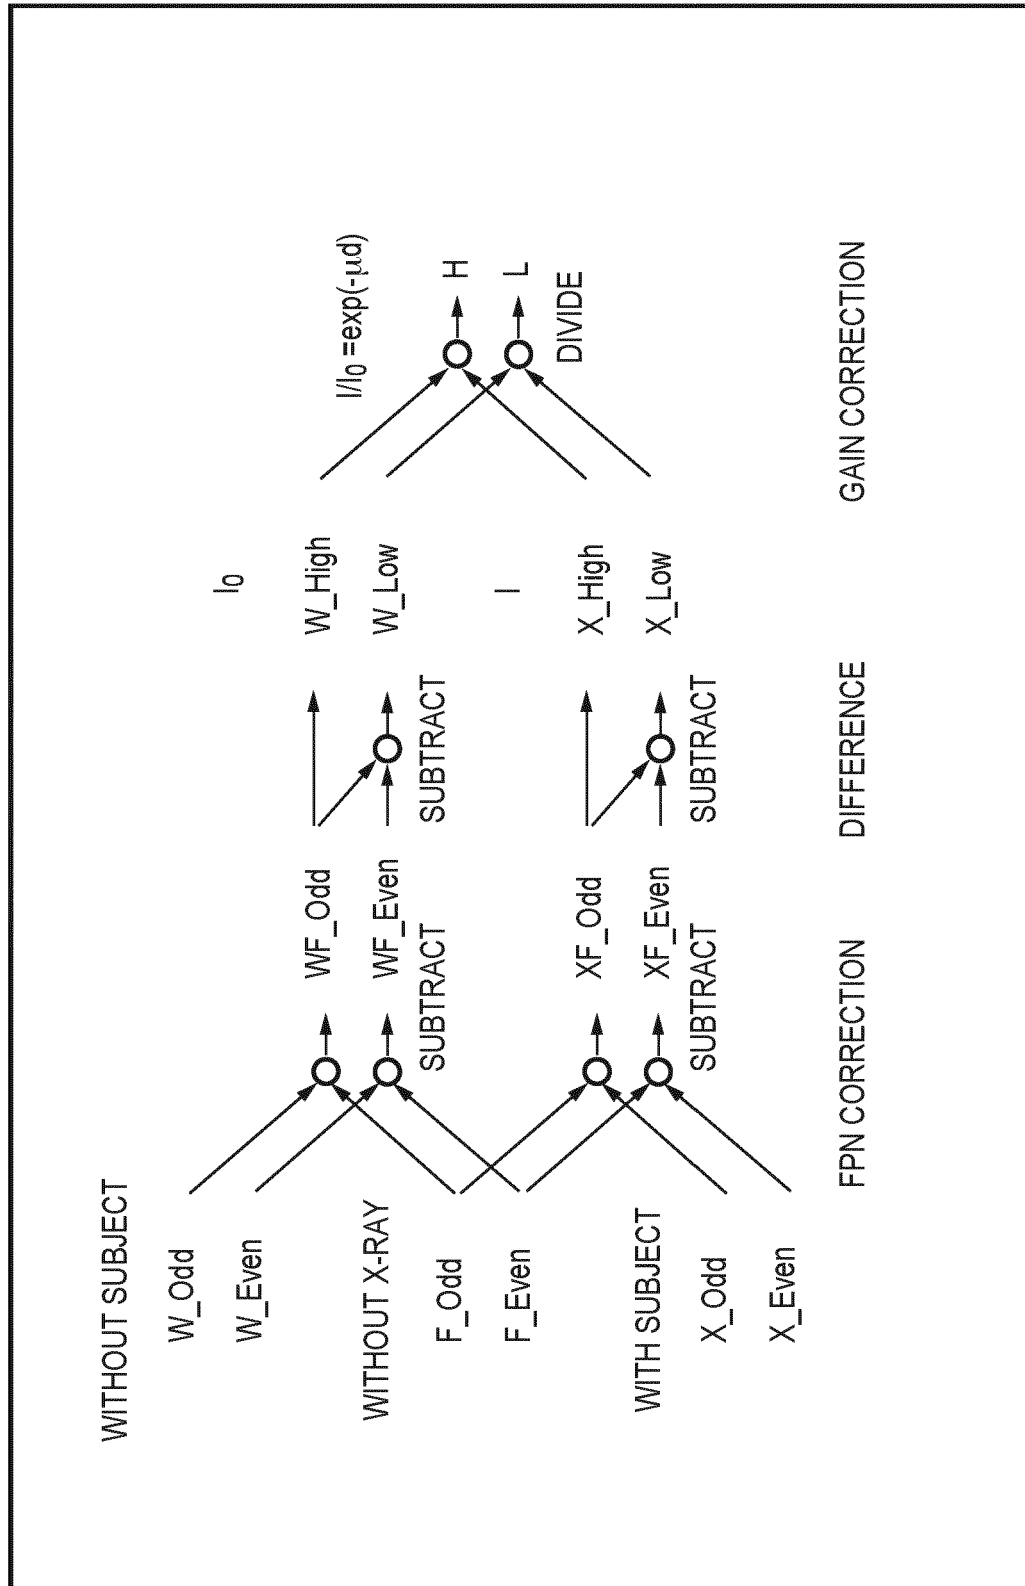 WITHOUT SUBJECT
W_Odd
W_Even
WITHOUT X-RAY
F_Odd
F_Even
WITH SUBJECT
X_Odd
X_Even
FPN CORRECTION
WF_Odd
WF_Even
SUBTRACT
XF_Odd
XF_Even
SUBTRACT
DIFFERENCE
SUBTRACT
SUBTRACT
I0
W_High
W_Low
I
X_High
X_Low
GAIN CORRECTION
I/I0 =exp(-μd)
H
L
DIVIDE